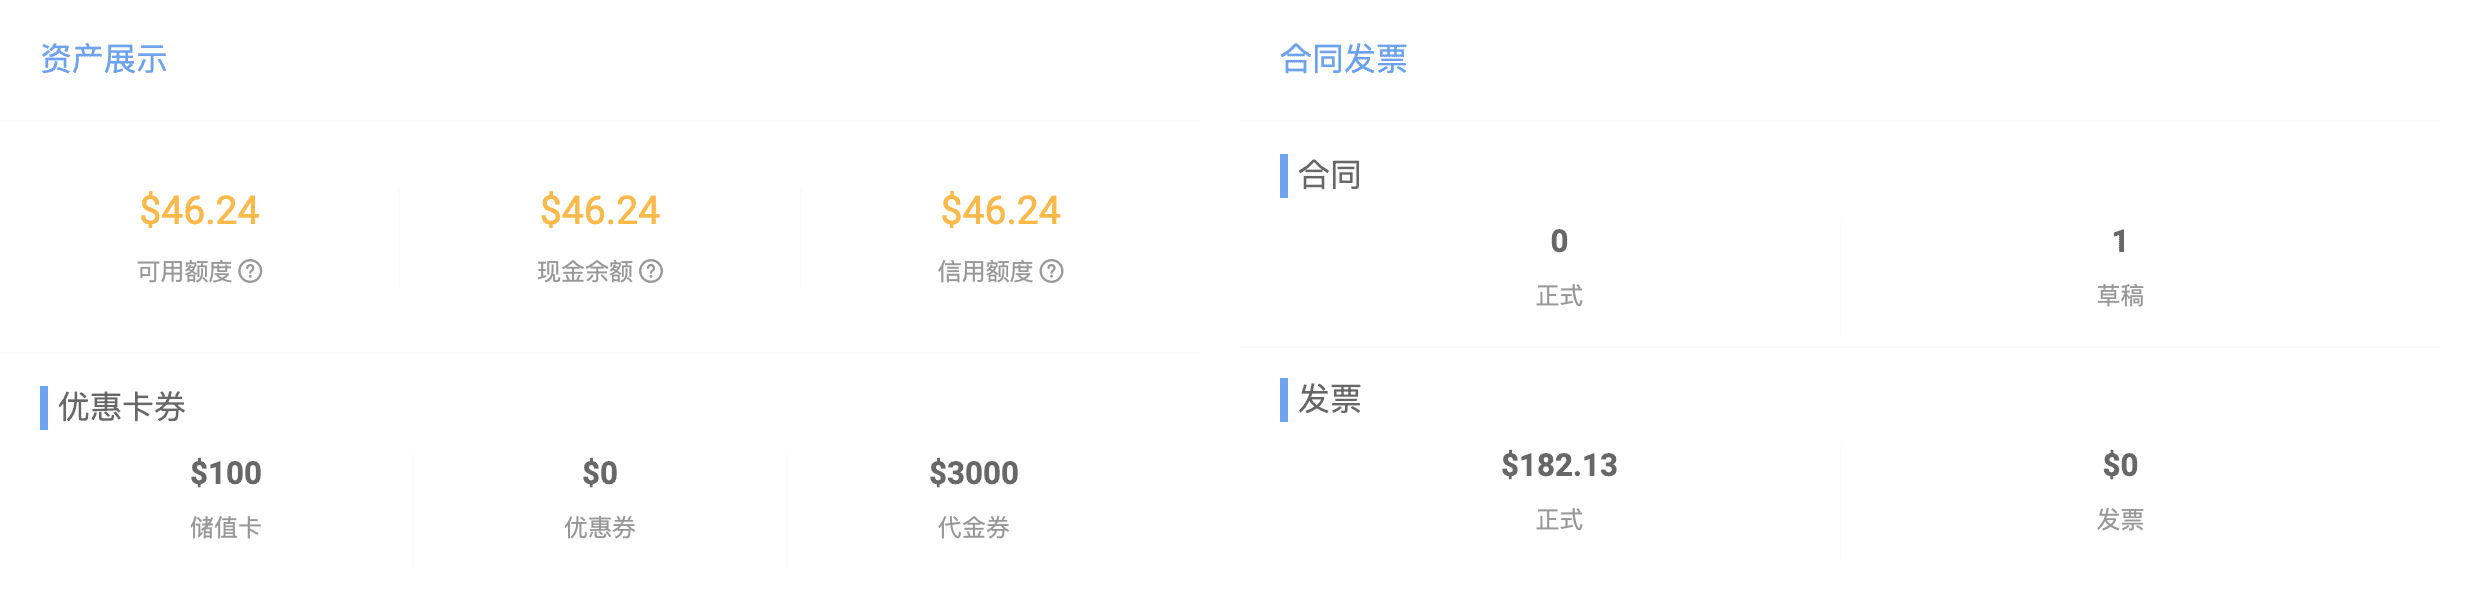 资产展示
$46.24
$46.24
$46.24
可用额度
现金余额
信用额度
优惠卡券
$100
$0
$3000
储值卡
优惠券
代金券
合同发票
合同
0
1
正式
草稿
发票
$182.13
$0
正式
发票